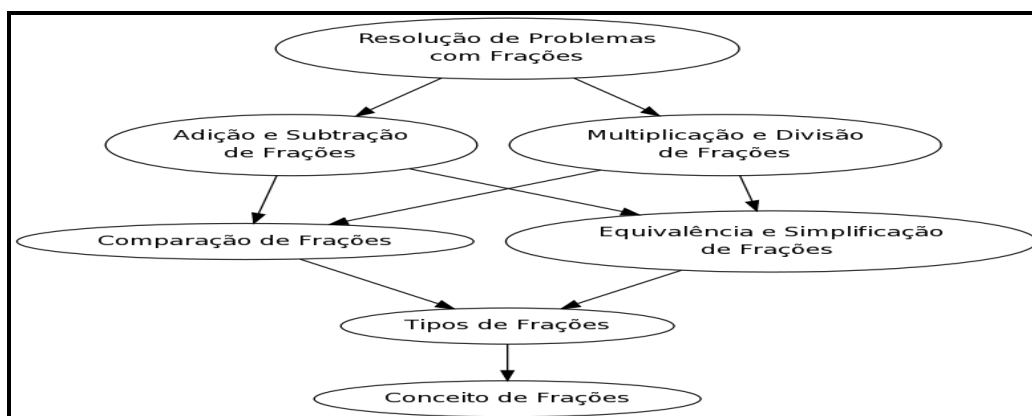 Resolução de Problemas
com Frações
Adição e Subtração
de Frações
Multiplicação e Divisão
de Frações
Comparação de Frações
Equivalência e Simplificação
de Frações
Tipos de Frações
Conceito de Frações